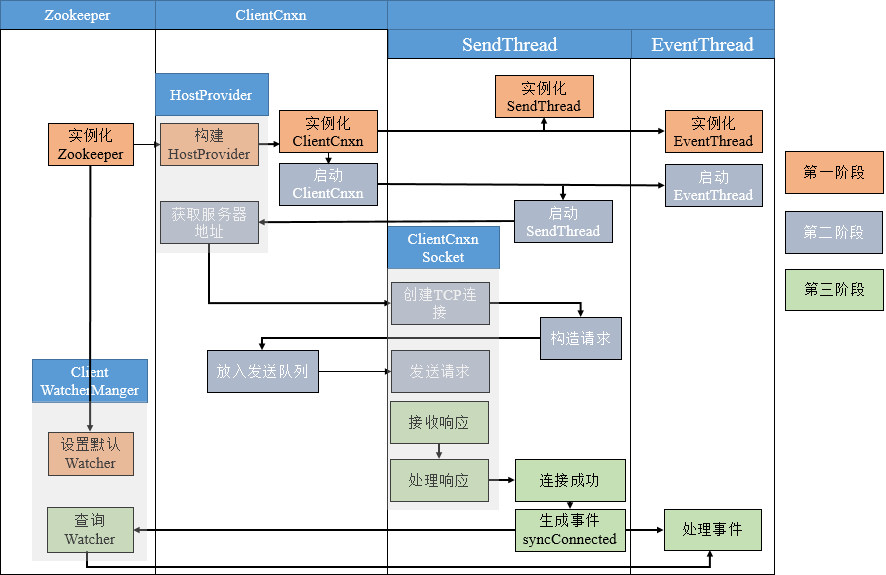 Zookeeper
ClientCnxn
SendThread
EventThread
HostProvider
实例化
SendThread
实例化
Zookeeper
构建
HostProvider
实例化
ClientCnxn
实例化
EventThread
启动
ClientCnxn
启动
EventThread
第一阶段
获取服务器
地址
启动
SendThread
第二阶段
ClientCnxn
Socket
创建TCP连
接
第三阶段
构造请求
Client
WatcherManger
放入发送队列
发送请求
接收响应
设置默认
Watcher
处理响应
连接成功
查询
Watcher
生成事件
syncConnected
处理事件